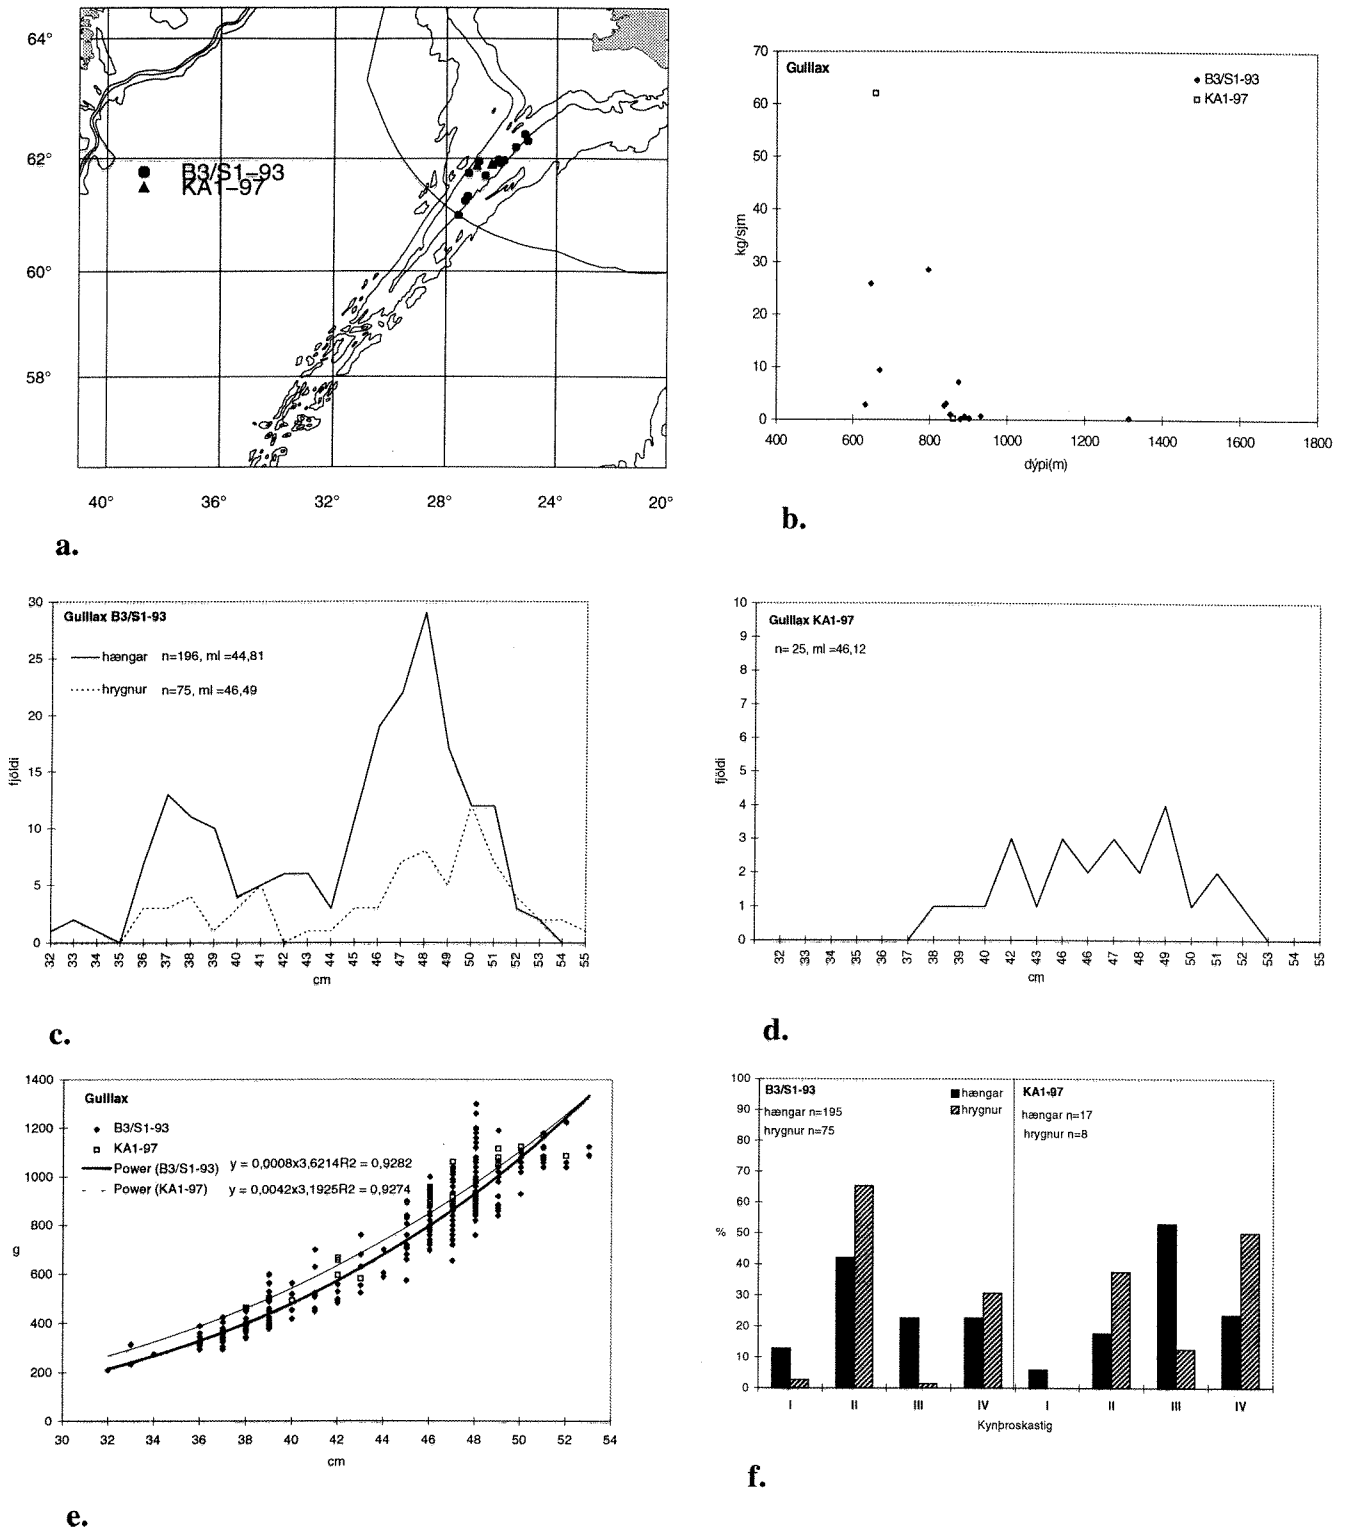 64°
62°
60°
58°
B3/S1–93
KA1–97
40°
36°
32°
28°
24°
20°
a.
Gulllax
B3/S1-93
KA1-97
70
60
50
40
30
20
10
0
kg/sjm
400
600
800
1000
1200
1400
1600
1800
dýpi(m)
b.
Gulllax B3/S1-93
hængar n=196, ml =44,81
hrygnur n=75, ml =46,49
30
25
20
15
10
5
0
fjöldi
32 33 34 35 36 37 38 39 40 41 42 43 44 45 46 47 48 49 50 51 52 53 54 55
cm
c.
Gulllax KA1-97
n= 25, ml =46,12
10
9
8
7
6
5
4
3
2
1
0
fjöldi
32 33 34 35 36 37 38 39 40 42 43 46 46 47 48 49 50 51 52 53 54 55
cm
d.
Gulllax
B3/S1-93
KA1-97
Power (B3/S1-93) y = 0,0008x3,6214R2 = 0,9282
Power (KA1-97) y = 0,0042x3,1925R2 = 0,9274
1400
1200
1000
800
600
400
200
0
g
30 32 34 36 38 40 42 44 46 48 50 52 54
cm
e.
B3/S1-93
hængar n=195
hrygnur n=75
hængar
hrygnur
KA1-97
hængar n=17
hrygnur n=8
100
90
80
70
60
50
40
30
20
10
0
%
I II III IV I II III IV
Kynþroskastig
f.